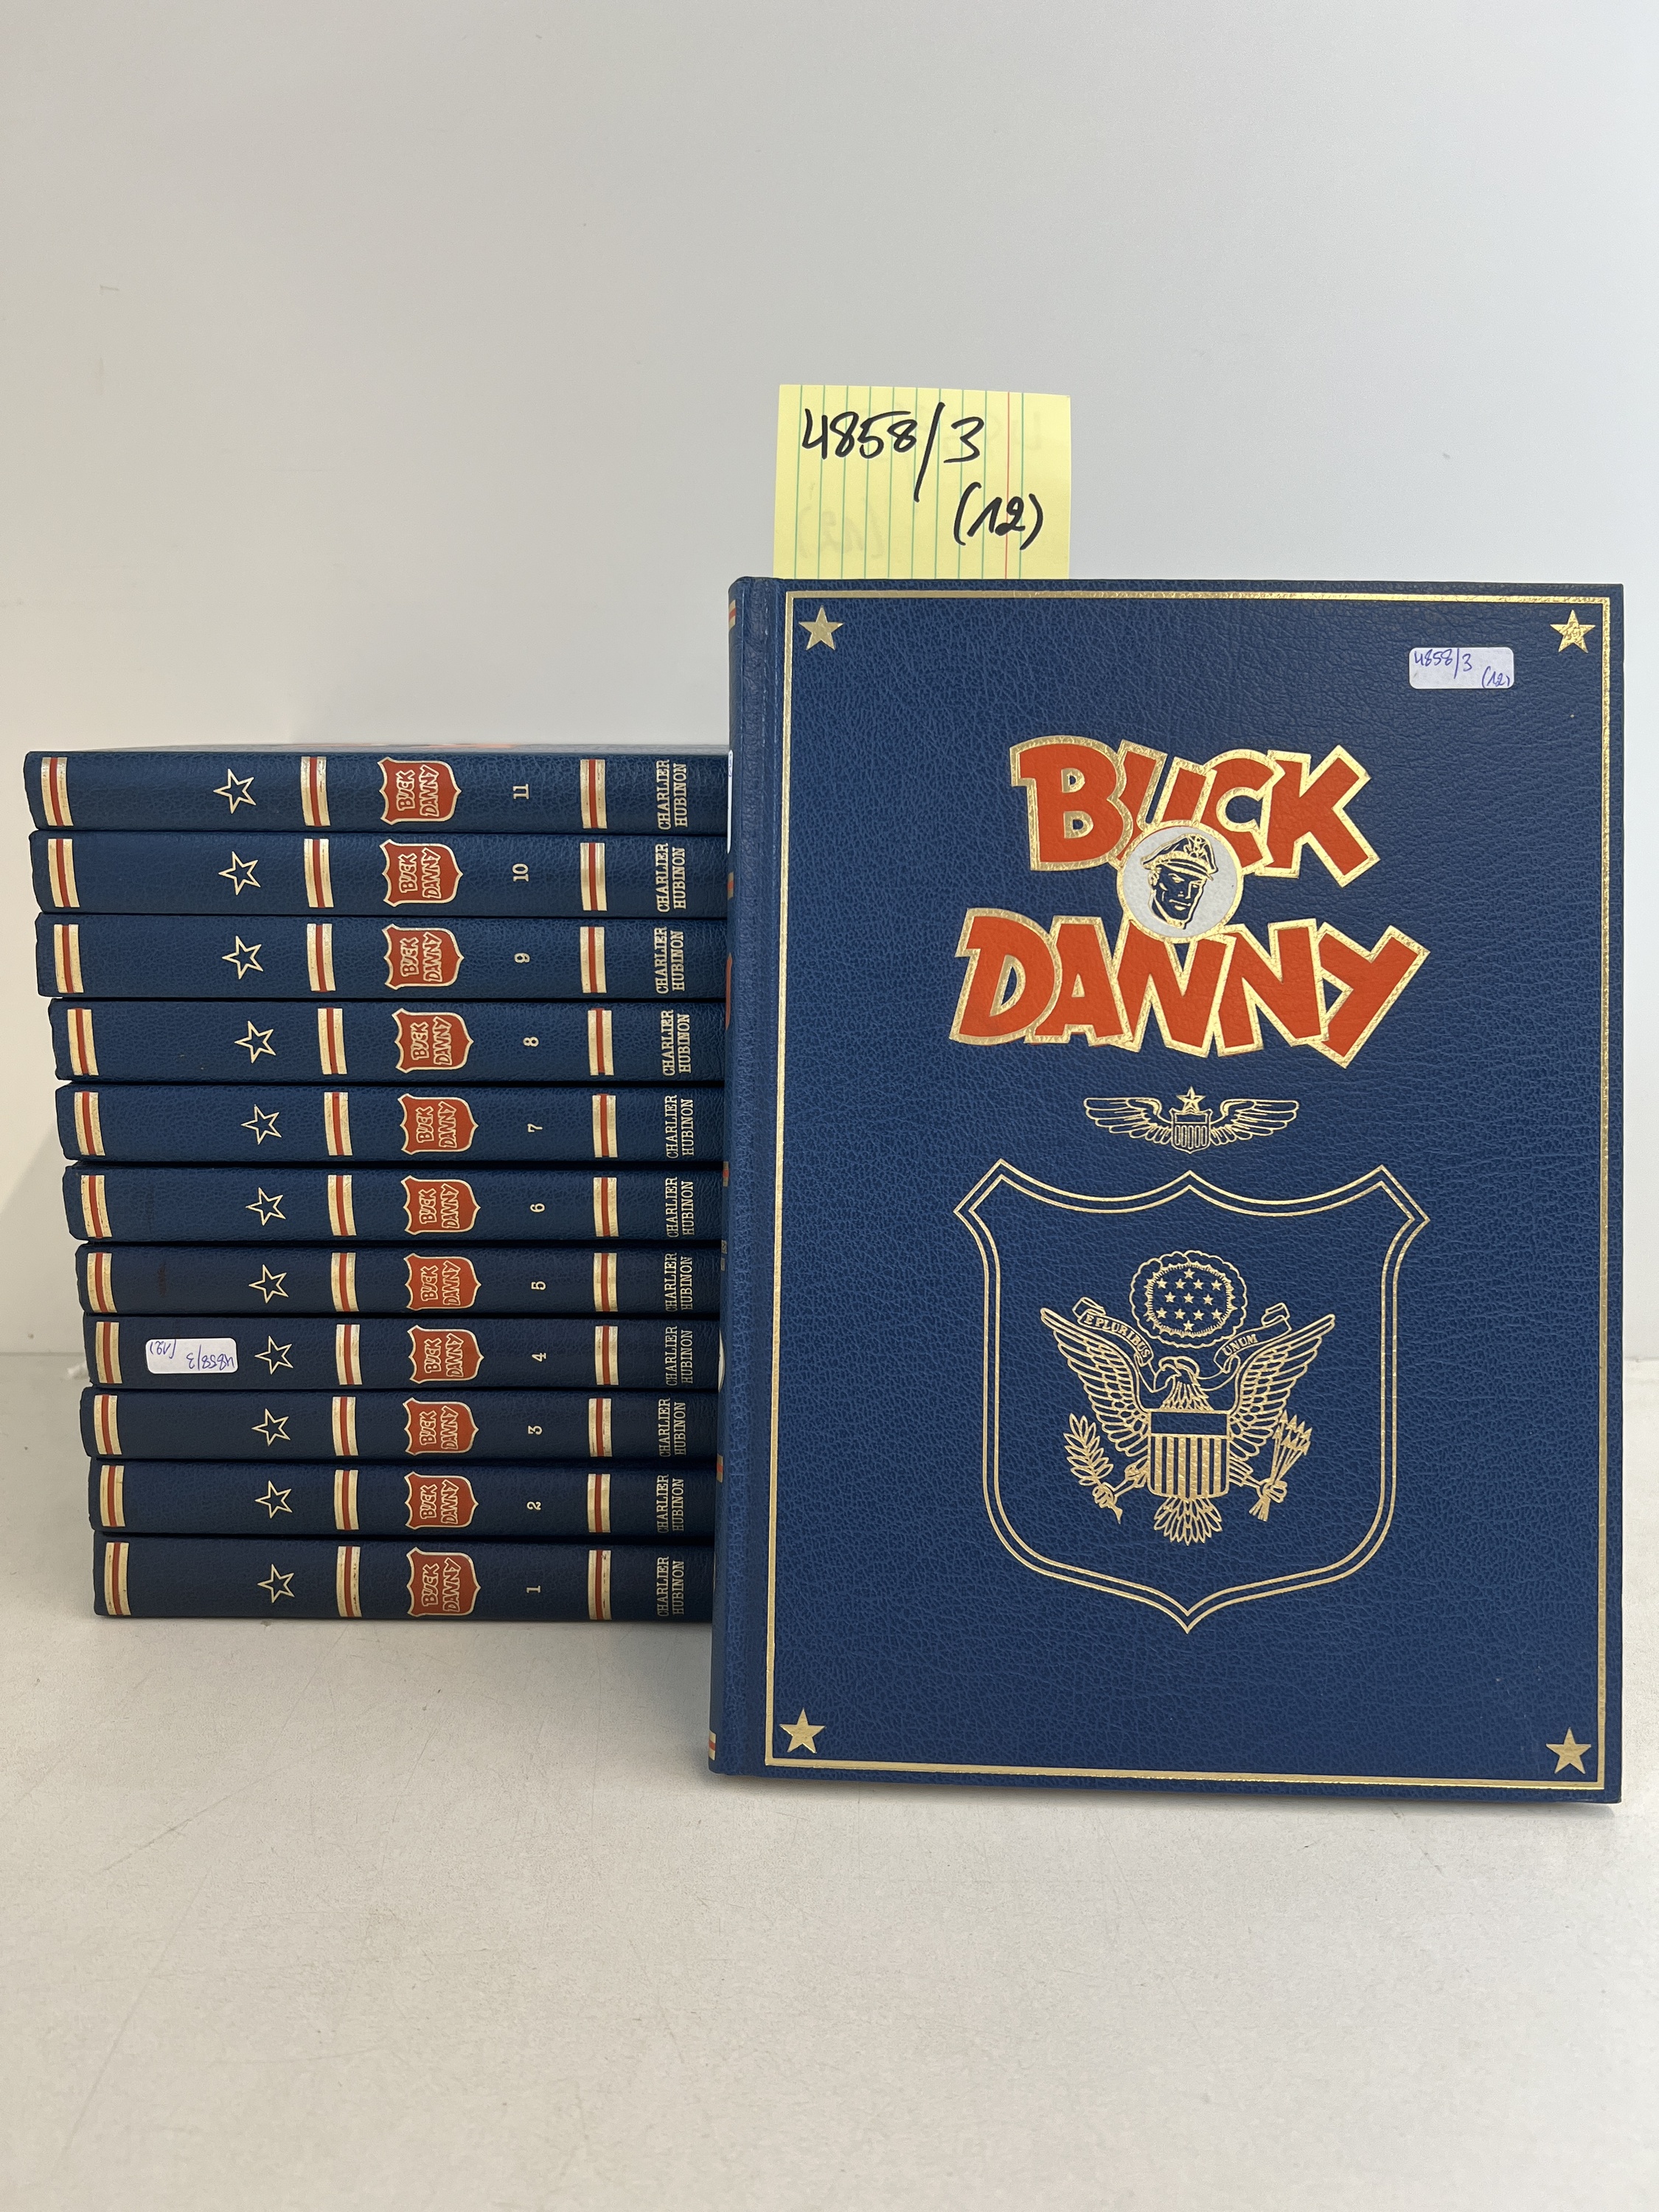 4858/3
(12)
4858/3
(12)
BUCK
DANNY
E PLURIBUS
UNUM
BUCK
DANNY
11
CHARLIER
HUBINON
BUCK
DANNY
10
CHARLIER
HUBINON
BUCK
DANNY
9
CHARLIER
HUBINON
BUCK
DANNY
8
CHARLIER
HUBINON
BUCK
DANNY
7
CHARLIER
HUBINON
BUCK
DANNY
6
CHARLIER
HUBINON
BUCK
DANNY
5
CHARLIER
HUBINON
4858/3
(12)
BUCK
DANNY
4
CHARLIER
HUBINON
BUCK
DANNY
3
CHARLIER
HUBINON
BUCK
DANNY
2
CHARLIER
HUBINON
BUCK
DANNY
1
CHARLIER
HUBINON